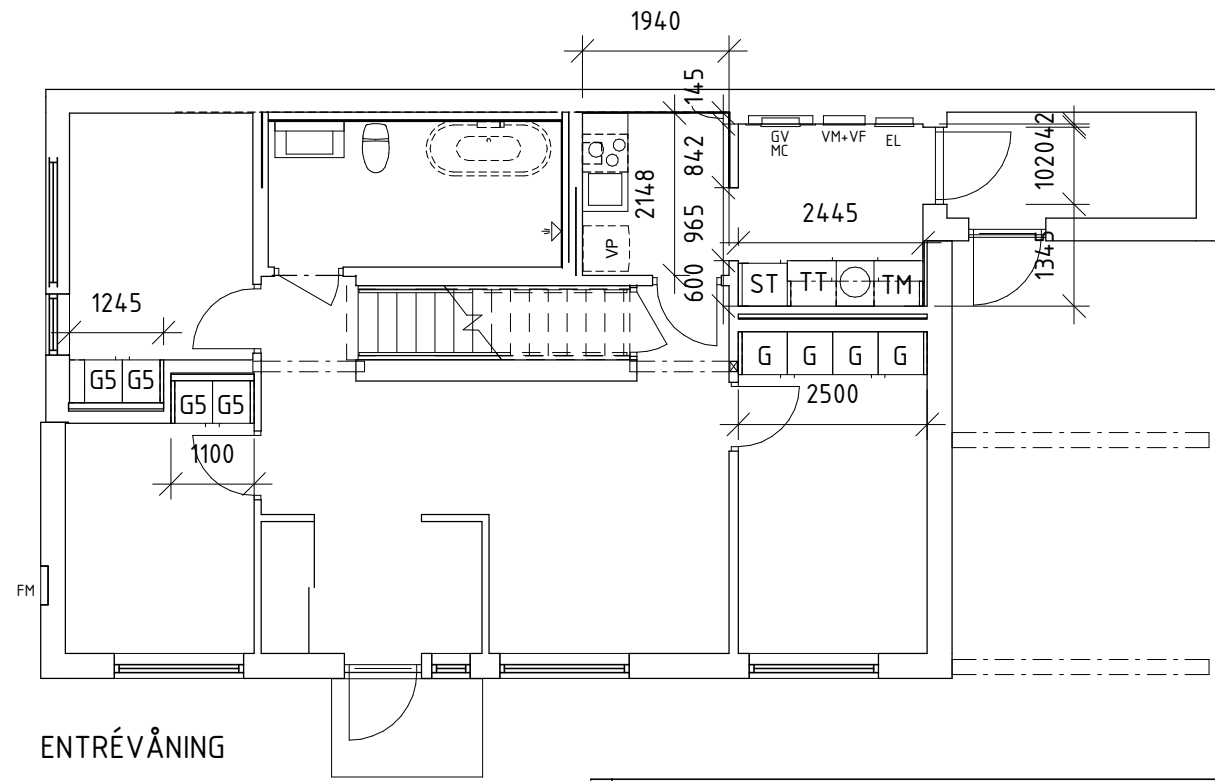 1940
145
GV
MC
VM+VF
EL
42
1020
842
2148
965
2445
1345
VP
600
ST
TT
TM
1245
G5
G5
G
G
G
G
G5
G5
2500
1100
FM
ENTRÉVÅNING